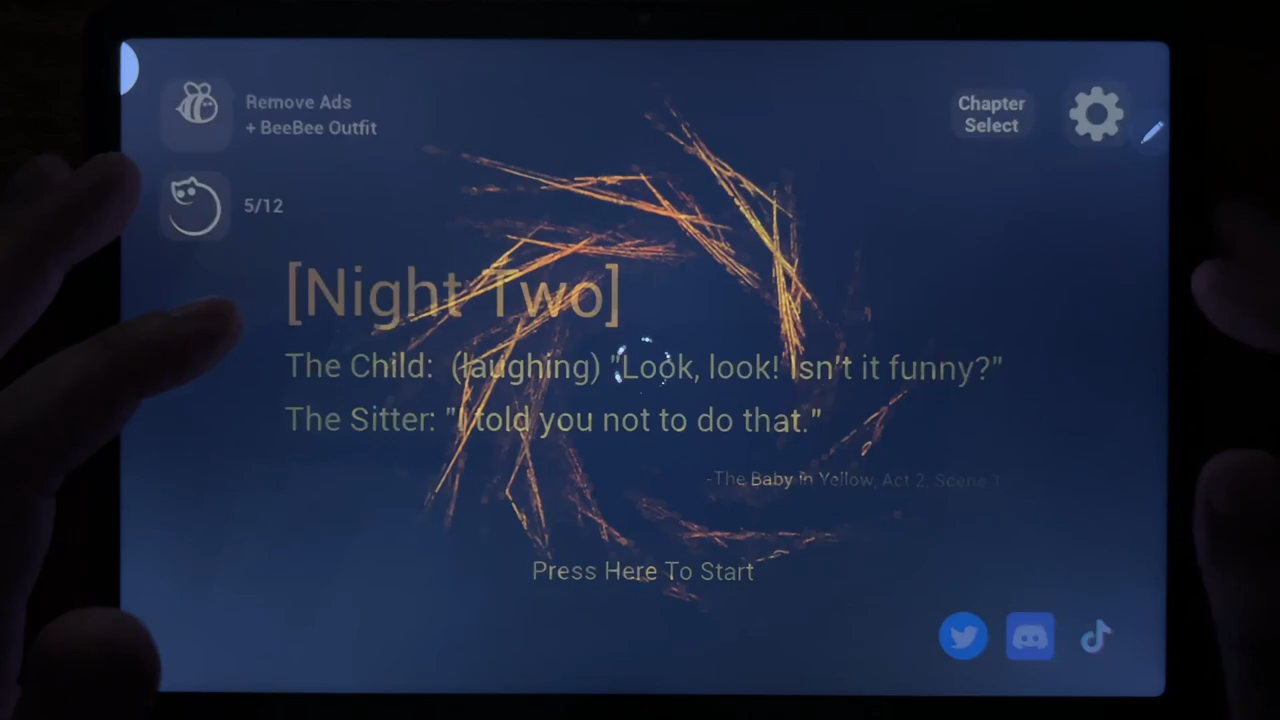 Remove Ads
+ BeeBee Outfit
Chapter
Select
5/12
[Night Two]
The Child: (laughing) "Look, look! Isn't it funny?"
The Sitter: "I told you not to do that."
-The Baby in Yellow, Act 2, Scene 1
Press Here To Start